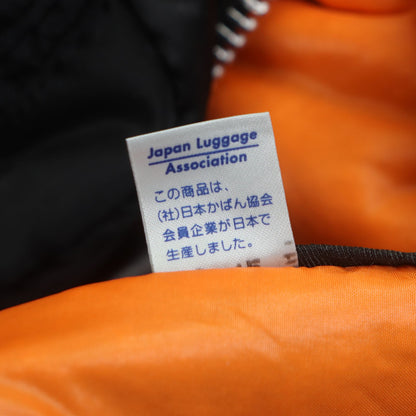 Japan Luggage
Association
この商品は、
(社)日本かばん協会
会員企業が日本で
生産しました。